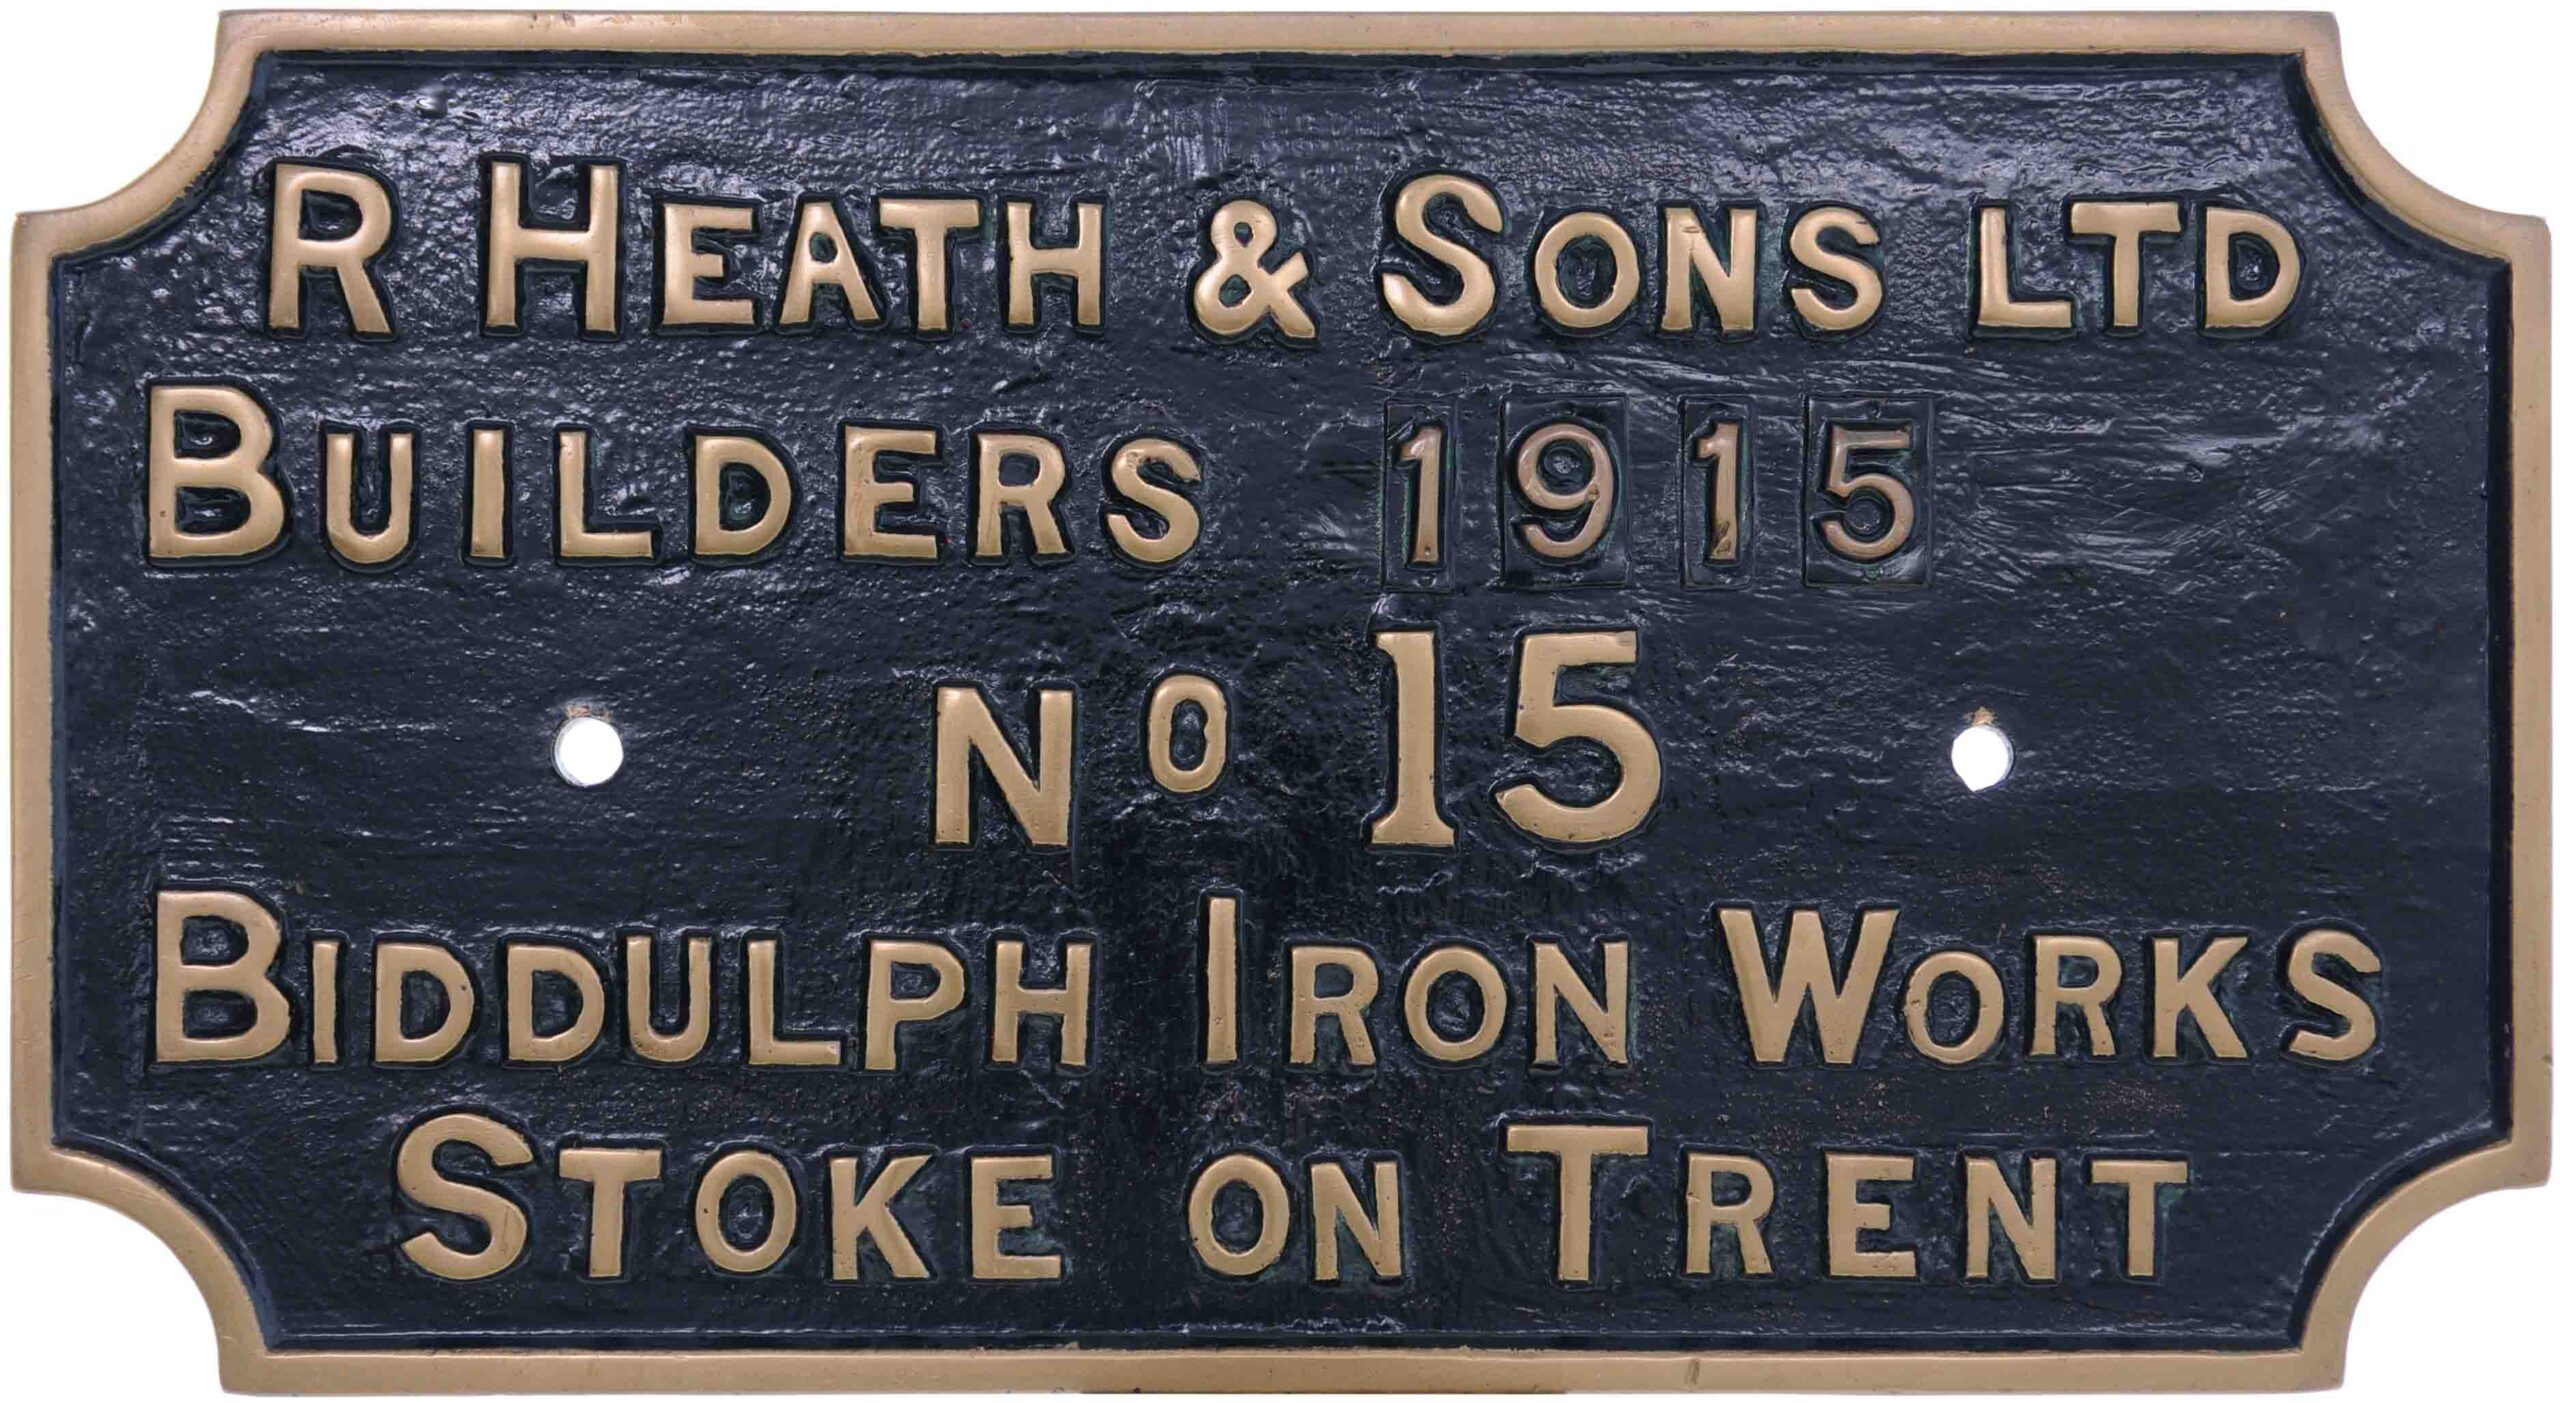 R HEATH & SONS LTD
BUILDERS 1915
No 15
BIDDULPH IRON WORKS
STOKE ON TRENT